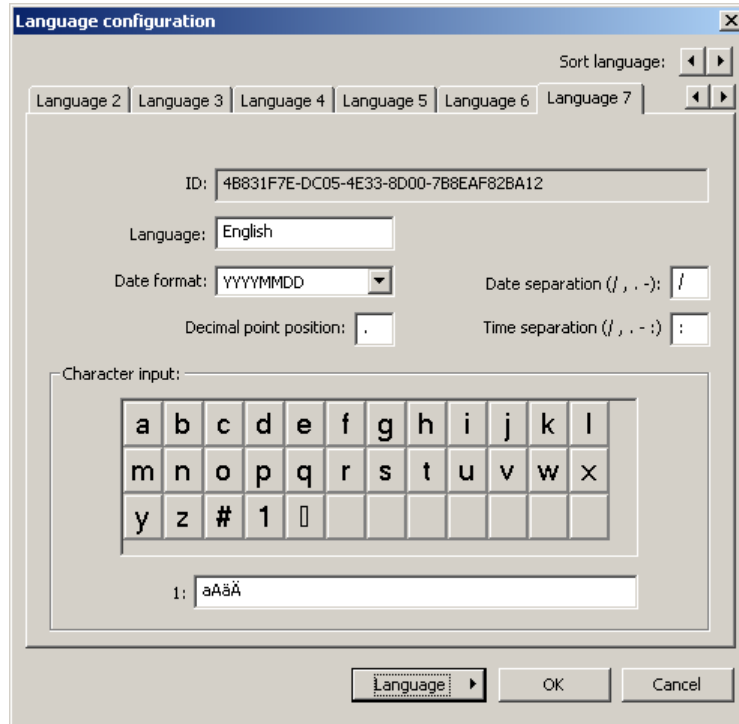 Language configuration
Sort language:
Language 2 Language 3 Language 4 Language 5 Language 6 Language 7
ID: 4B831F7E-DC05-4E33-8D00-7B8EAF82BA12
Language: English
Date format: YYYYMMDD Date separation (/ , . -): /
Decimal point position: . Time separation (/ , . - :) :
Character input:
a b c d e f g h i j k l
m n o p q r s t u v w x
y z # 1 ▯
1: aAäÄ
Language OK Cancel